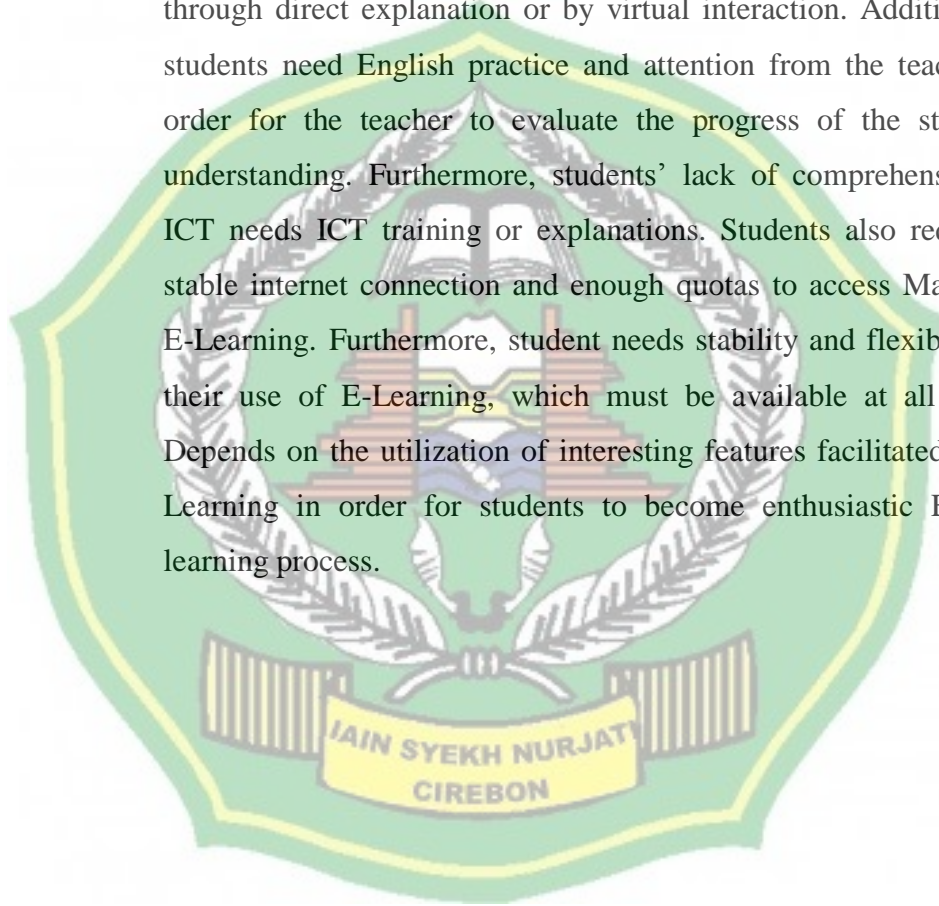 through direct explanation or by virtual interaction. Additi
students need English practice and attention from the teac
order for the teacher to evaluate the progress of the st
understanding. Furthermore, students’ lack of comprehens
ICT needs ICT training or explanations. Students also rec
stable internet connection and enough quotas to access Ma
E-Learning. Furthermore, student needs stability and flexib
their use of E-Learning, which must be available at all
Depends on the utilization of interesting features facilitated
Learning in order for students to become enthusiastic E
learning process.
IAIN SYEKH NURJATI
CIREBON